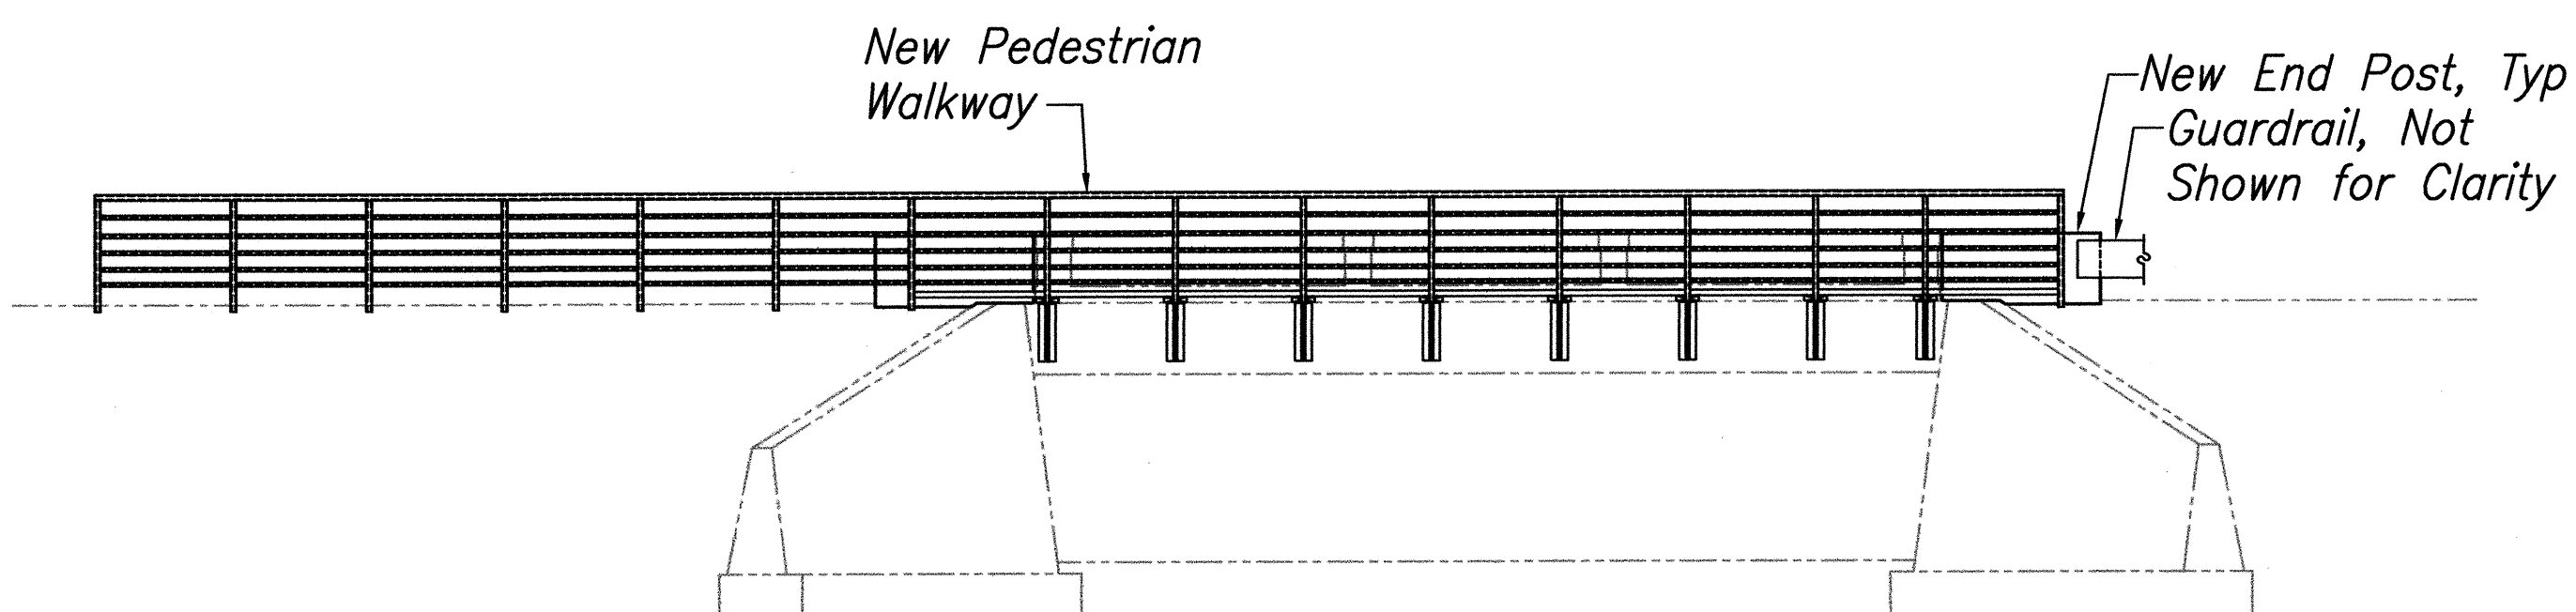 New Pedestrian
Walkway
New End Post, Typ
Guardrail, Not
Shown for Clarity